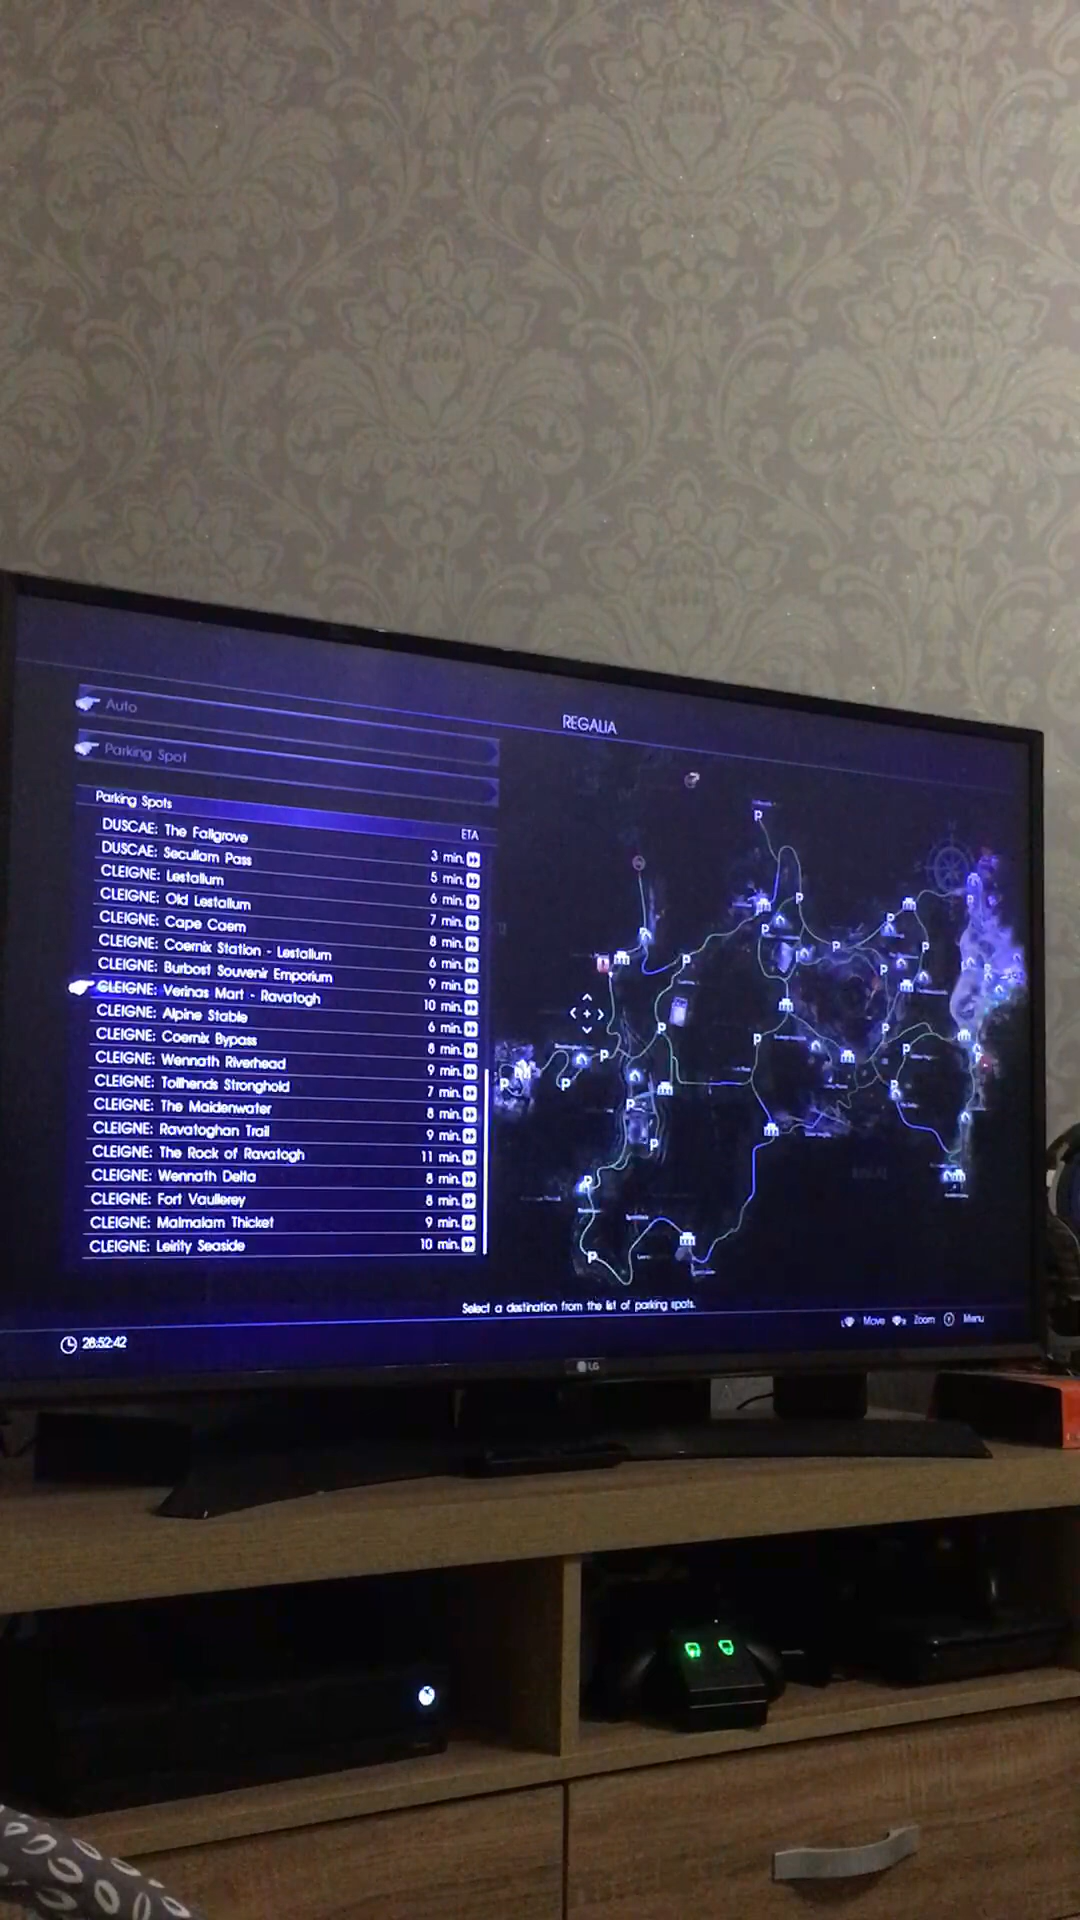 REGALIA
Auto
Parking Spot
Parking Spots
ETA
DUSCAE: The Fallgrove 3 min.
DUSCAE: Secullam Pass 5 min.
CLEIGNE: Lestallum 6 min.
CLEIGNE: Old Lestallum 7 min.
CLEIGNE: Cape Caem 8 min.
CLEIGNE: Coernix Station - Lestallum 6 min.
CLEIGNE: Burbost Souvenir Emporium 9 min.
CLEIGNE: Verinas Mart - Ravatogh 10 min.
CLEIGNE: Alpine Stable 6 min.
CLEIGNE: Coernix Bypass 8 min.
CLEIGNE: Wennath Riverhead 9 min.
CLEIGNE: Tollhends Stronghold 7 min.
CLEIGNE: The Maidenwater 8 min.
CLEIGNE: Ravatoghan Trail 9 min.
CLEIGNE: The Rock of Ravatogh 11 min.
CLEIGNE: Wennath Delta 8 min.
CLEIGNE: Fort Vaullerey 8 min.
CLEIGNE: Malmalam Thicket 9 min.
CLEIGNE: Leirity Seaside 10 min.
Select a destination from the list of parking spots.
Move Zoom Menu
28:52:42
LG